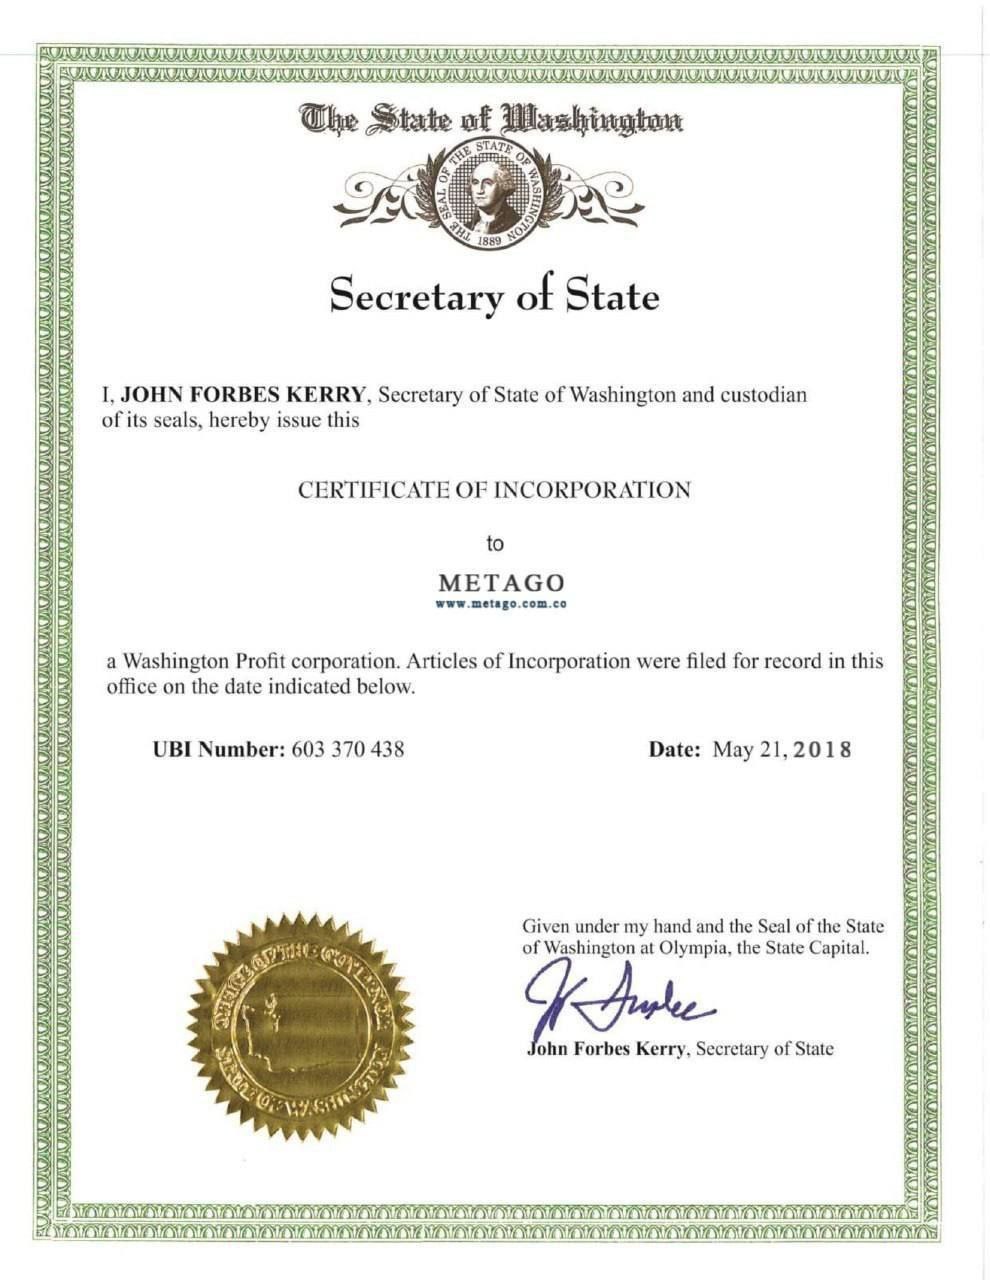 The State of Washington
THE SEAL OF THE STATE OF WASHINGTON
1889
Secretary of State
I, JOHN FORBES KERRY, Secretary of State of Washington and custodian
of its seals, hereby issue this
CERTIFICATE OF INCORPORATION
to
METAGO
www.metago.com.co
a Washington Profit corporation. Articles of Incorporation were filed for record in this
office on the date indicated below.
UBI Number: 603 370 438 Date: May 21, 2018
Given under my hand and the Seal of the State
of Washington at Olympia, the State Capital.
John Forbes Kerry, Secretary of State
OFFICE OF THE GOVERNOR
STATE OF WASHINGTON